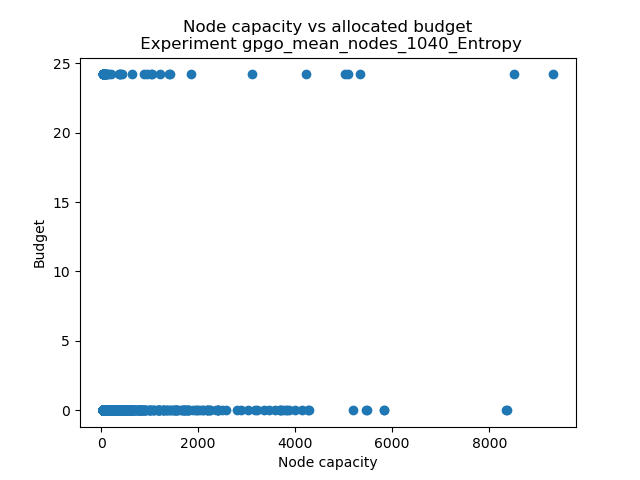 Node capacity vs allocated budget
Experiment gpgo_mean_nodes_1040_Entropy
25
20
15
10
5
0
Budget
0 2000 4000 6000 8000
Node capacity